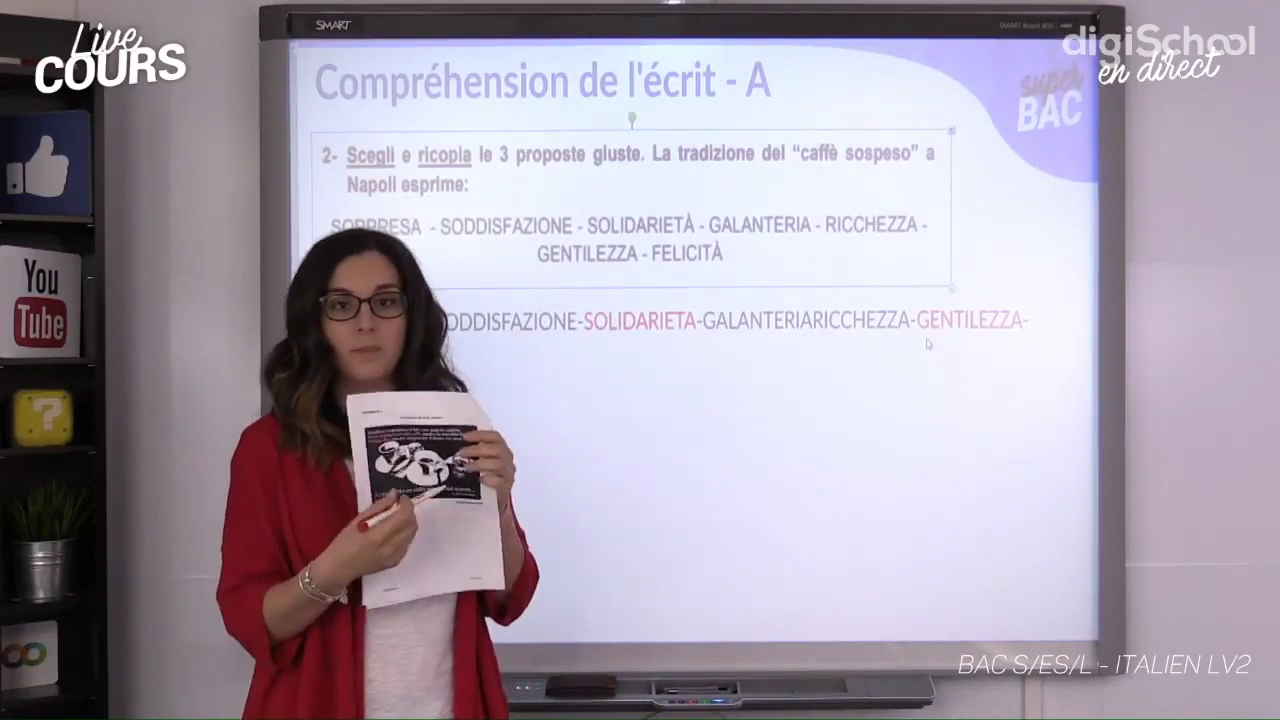 Live
COURS
SMART
digiSchool
en direct
super
BAC
Compréhension de l'écrit - A
2- Scegli e ricopia le 3 proposte giuste. La tradizione del “caffè sospeso” a
Napoli esprime:
SORPRESA - SODDISFAZIONE - SOLIDARIETÀ - GALANTERIA - RICCHEZZA -
GENTILEZZA - FELICITÀ
ODDISFAZIONE-SOLIDARIETA-GALANTERIARICCHEZZA-GENTILEZZA-
You
Tube
?
BAC S/ES/L - ITALIEN LV2